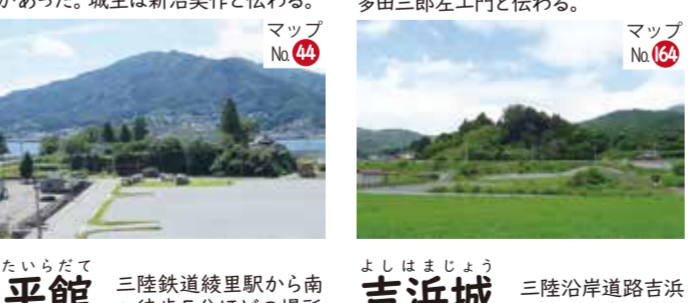 があった。城主は新沼美作と伝わる。
マップ
No.44
たいらだて
平館
三陸鉄道綾里駅から南
多田三郎左エ門と伝わる。
マップ
No.164
よしはまじょう
吉浜城
三陸沿岸道路吉浜